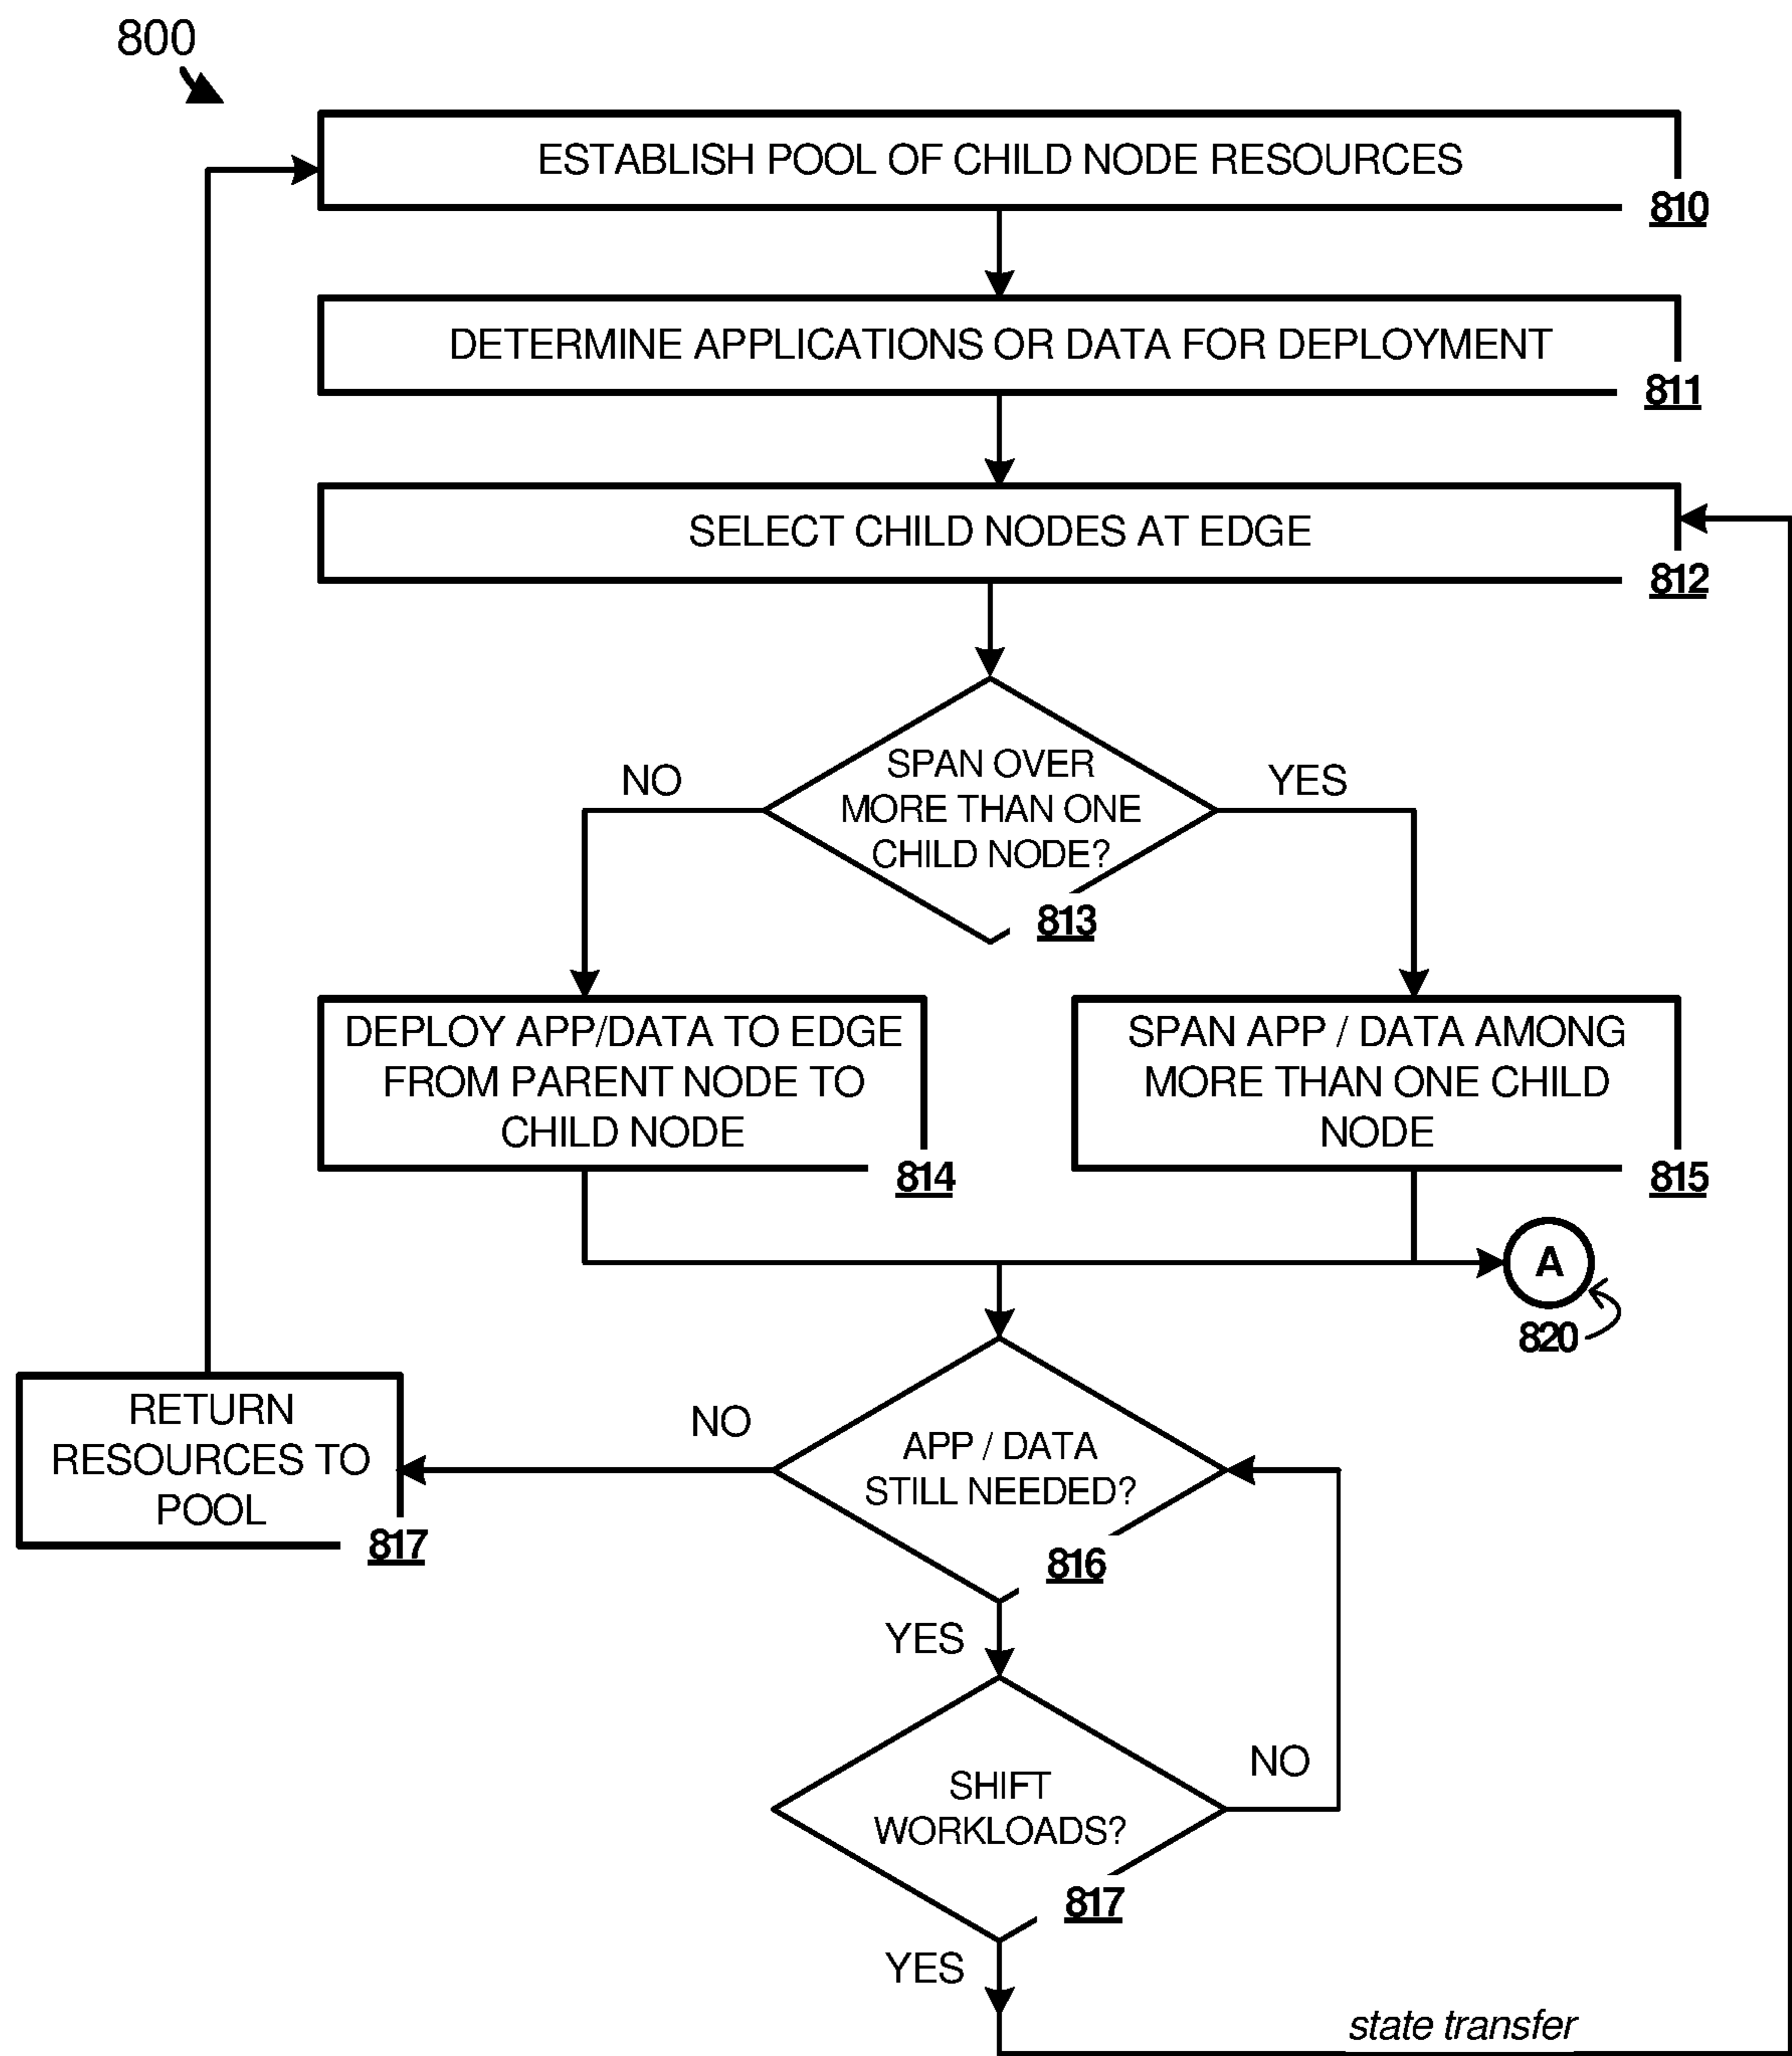 800
ESTABLISH POOL OF CHILD NODE RESOURCES
810
DETERMINE APPLICATIONS OR DATA FOR DEPLOYMENT
811
SELECT CHILD NODES AT EDGE
812
SPAN OVER
MORE THAN ONE
CHILD NODE?
813
NO
YES
DEPLOY APP/DATA TO EDGE
FROM PARENT NODE TO
CHILD NODE
814
SPAN APP / DATA AMONG
MORE THAN ONE CHILD
NODE
815
A
820
APP / DATA
STILL NEEDED?
816
NO
RETURN
RESOURCES TO
POOL
817
YES
SHIFT
WORKLOADS?
817
NO
YES
state transfer